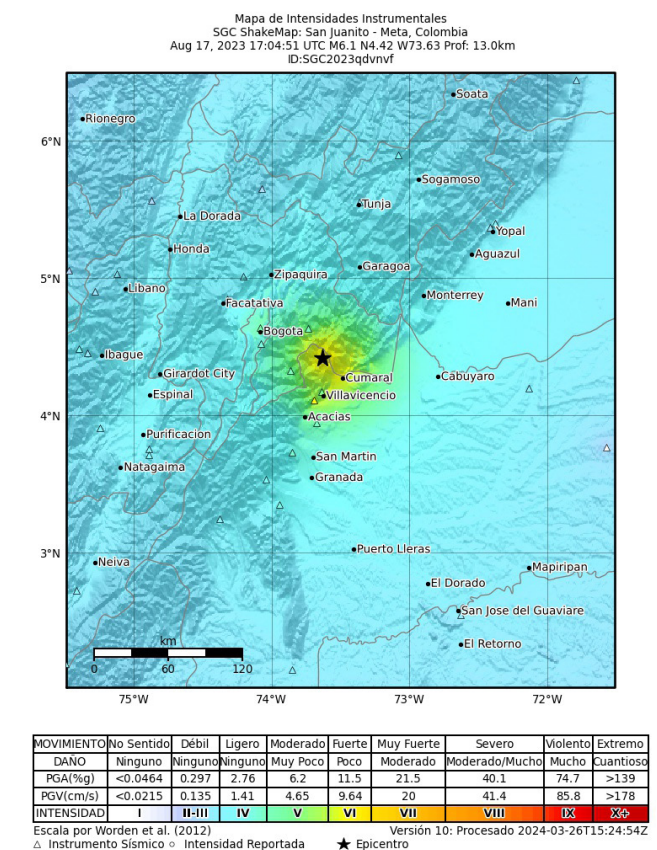 Mapa de Intensidades Instrumentales
SGC ShakeMap: San Juanito - Meta, Colombia
Aug 17, 2023 17:04:51 UTC M6.1 N4.42 W73.63 Prof: 13.0km
ID:SGC2023qdvnvf
Soata
Rionegro
6°N
Sogamoso
Tunja
La Dorada
Yopal
Honda
Aguazul
Garagoa
Zipaquira
5°N
Libano
Monterrey
Mani
Facatativa
Bogota
Ibague
Girardot City
Cumaral
Cabuyaro
Espinal
Villavicencio
4°N
Acacias
Purificacion
San Martin
Natagaima
Granada
Puerto Lleras
3°N
Neiva
Mapiripan
El Dorado
San Jose del Guaviare
El Retorno
km
0 60 120
75°W 74°W 73°W 72°W
MOVIMIENTO No Sentido Débil Ligero Moderado Fuerte Muy Fuerte Severo Violento Extremo
DAÑO Ninguno Ninguno Ninguno Muy Poco Poco Moderado Moderado/Mucho Mucho Cuantioso
PGA(%g) <0.0464 0.297 2.76 6.2 11.5 21.5 40.1 74.7 >139
PGV(cm/s) <0.0215 0.135 1.41 4.65 9.64 20 41.4 85.8 >178
INTENSIDAD I II-III IV V VI VII VIII IX X+
Escala por Worden et al. (2012) Versión 10: Procesado 2024-03-26T15:24:54Z
△ Instrumento Sísmico ○ Intensidad Reportada ★ Epicentro